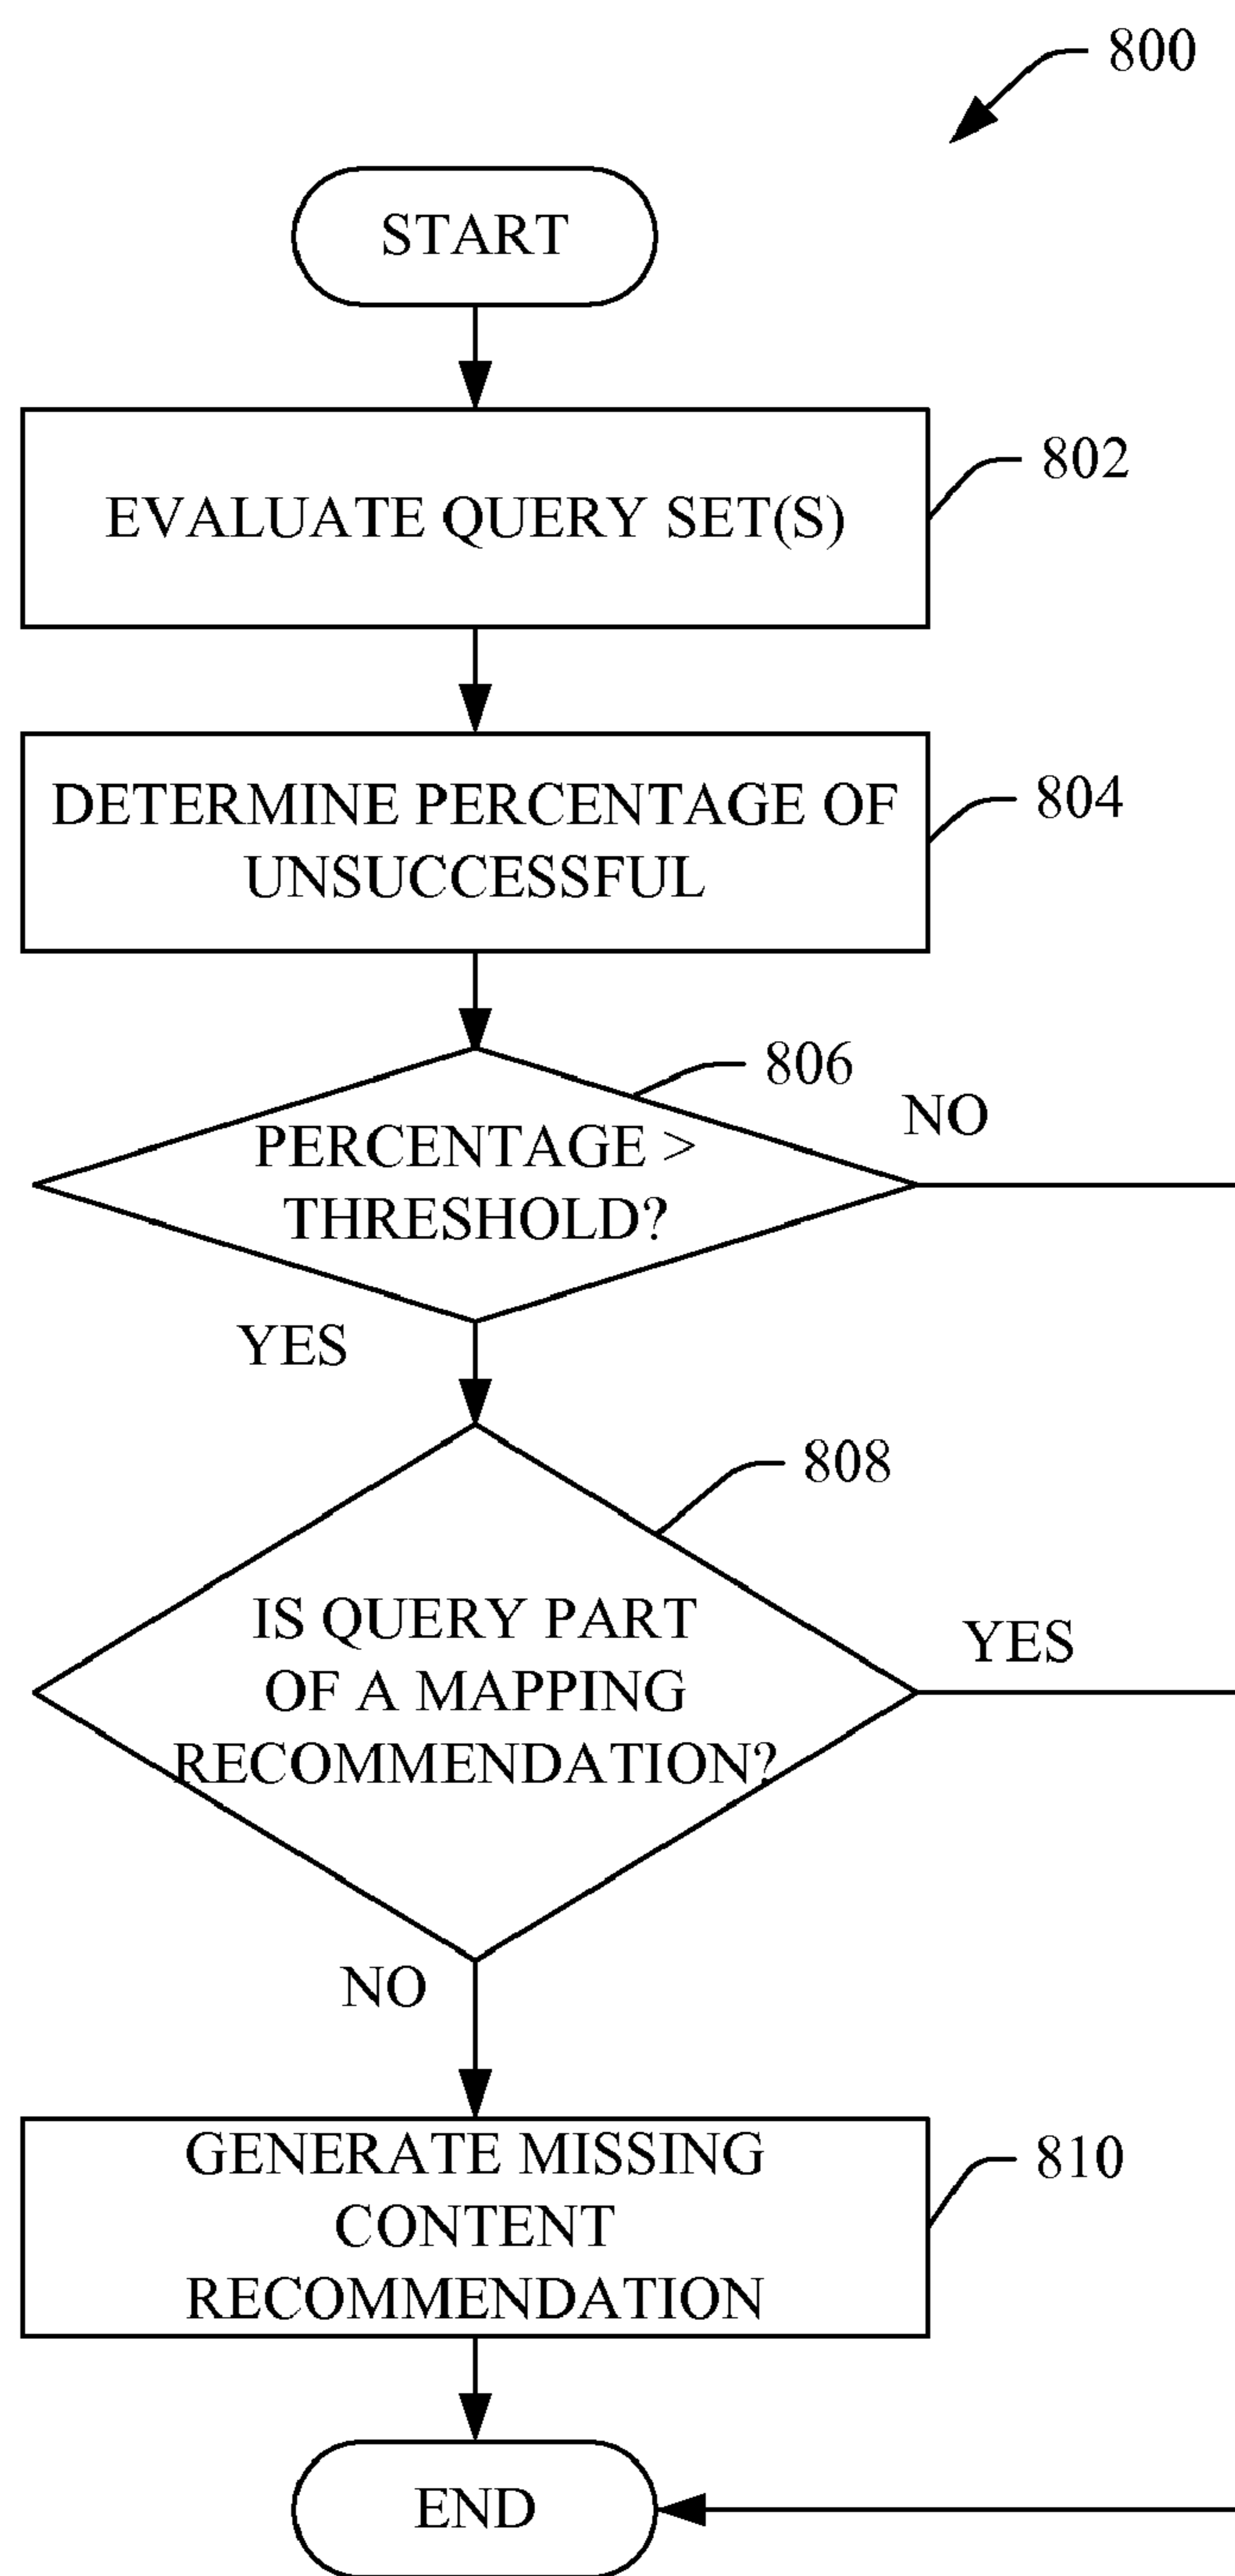 800
START
802
EVALUATE QUERY SET(S)
804
DETERMINE PERCENTAGE OF
UNSUCCESSFUL
806
NO
PERCENTAGE >
THRESHOLD?
YES
808
IS QUERY PART
OF A MAPPING
RECOMMENDATION?
YES
NO
810
GENERATE MISSING
CONTENT
RECOMMENDATION
END